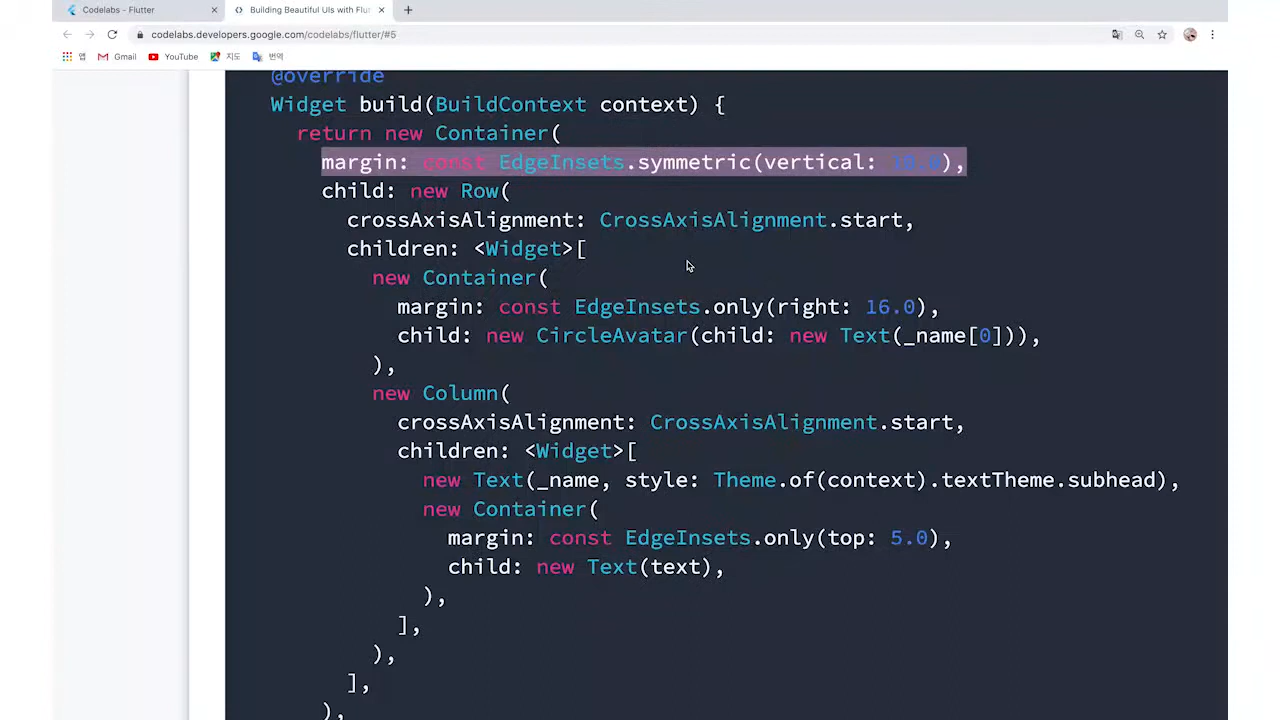 Codelabs - Flutter
Building Beautiful UIs with Flut
codelabs.developers.google.com/codelabs/flutter/#5
앱 Gmail YouTube 지도 번역
@override
Widget build(BuildContext context) {
return new Container(
margin: const EdgeInsets.symmetric(vertical: 10.0),
child: new Row(
crossAxisAlignment: CrossAxisAlignment.start,
children: <Widget>[
new Container(
margin: const EdgeInsets.only(right: 16.0),
child: new CircleAvatar(child: new Text(_name[0])),
),
new Column(
crossAxisAlignment: CrossAxisAlignment.start,
children: <Widget>[
new Text(_name, style: Theme.of(context).textTheme.subhead),
new Container(
margin: const EdgeInsets.only(top: 5.0),
child: new Text(text),
),
],
),
],
),